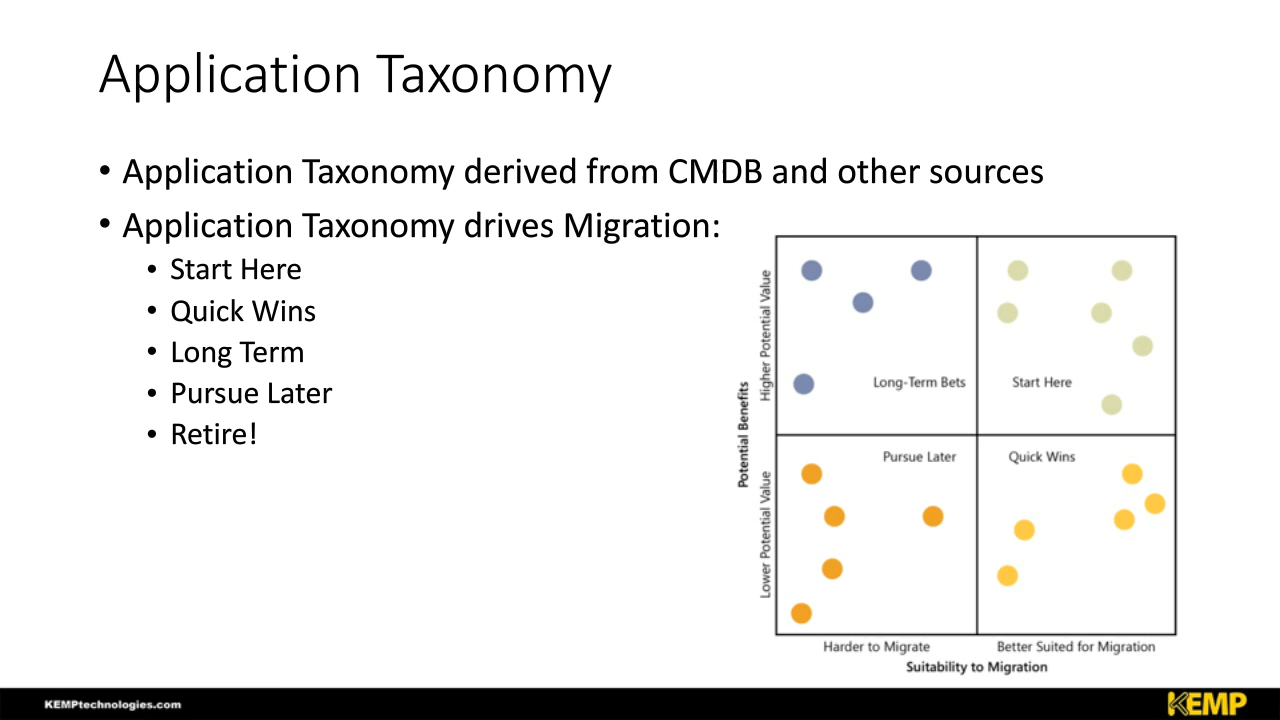 Application Taxonomy
• Application Taxonomy derived from CMDB and other sources
• Application Taxonomy drives Migration:
• Start Here
• Quick Wins
• Long Term
• Pursue Later
• Retire!
Potential Benefits
Higher Potential Value
Lower Potential Value
Long-Term Bets
Start Here
Pursue Later
Quick Wins
Harder to Migrate
Better Suited for Migration
Suitability to Migration
KEMPtechnologies.com
KEMP